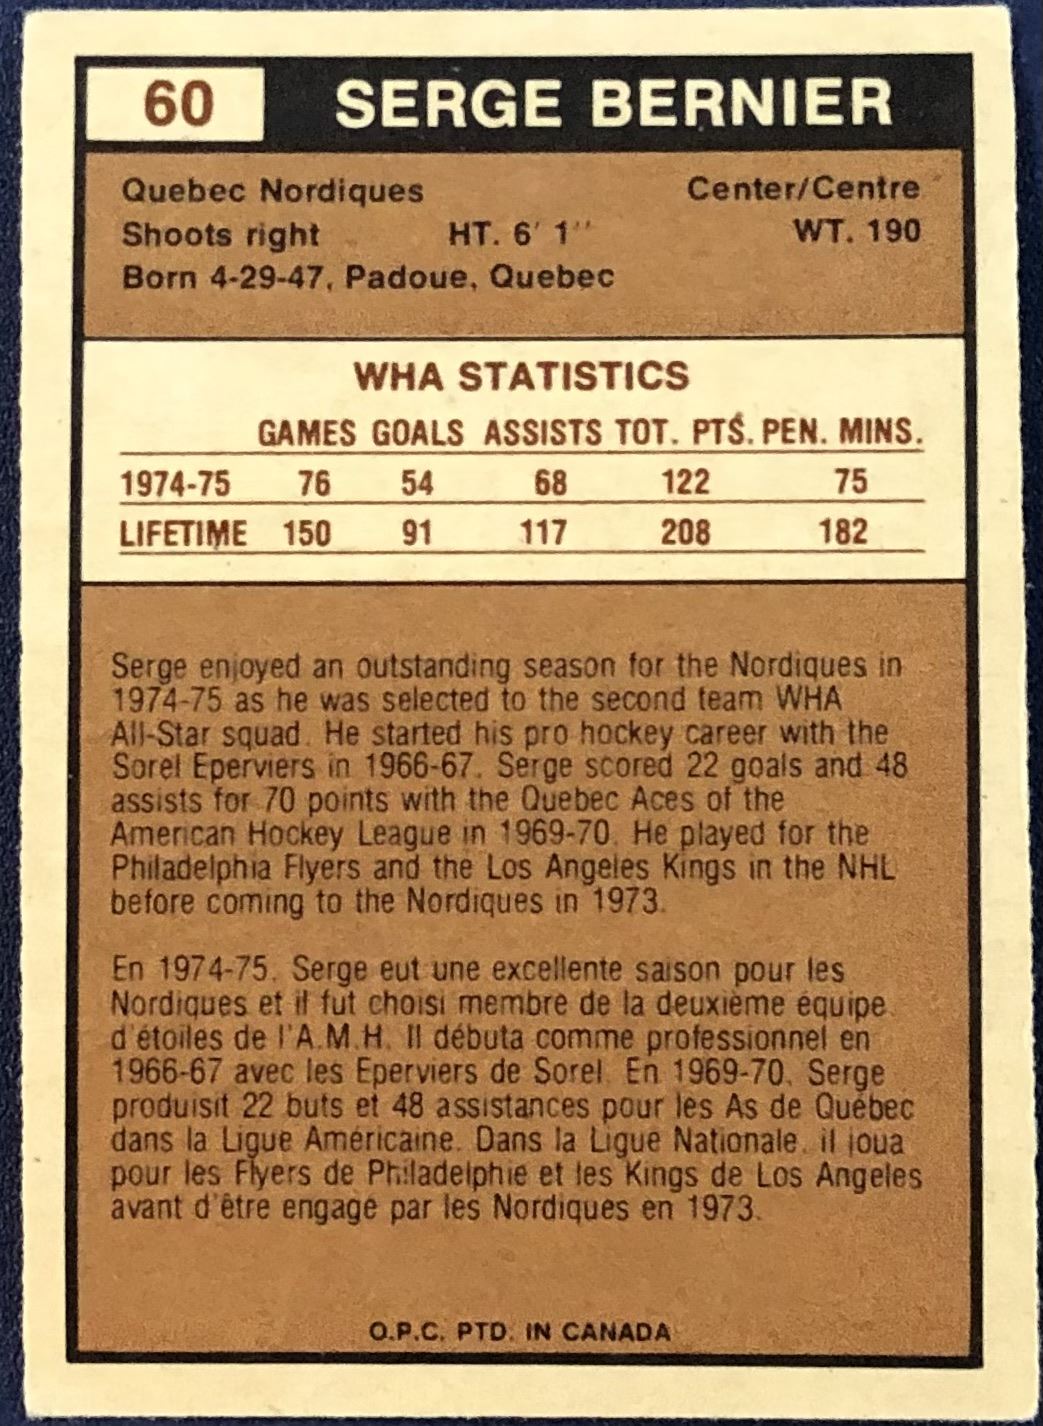 60 SERGE BERNIER
Quebec Nordiques Center/Centre
Shoots right HT. 6' 1'' WT. 190
Born 4-29-47, Padoue, Quebec
WHA STATISTICS
GAMES GOALS ASSISTS TOT. PTS. PEN. MINS.
1974-75 76 54 68 122 75
LIFETIME 150 91 117 208 182
Serge enjoyed an outstanding season for the Nordiques in
1974-75 as he was selected to the second team WHA
All-Star squad. He started his pro hockey career with the
Sorel Eperviers in 1966-67. Serge scored 22 goals and 48
assists for 70 points with the Quebec Aces of the
American Hockey League in 1969-70. He played for the
Philadelphia Flyers and the Los Angeles Kings in the NHL
before coming to the Nordiques in 1973.
En 1974-75, Serge eut une excellente saison pour les
Nordiques et il fut choisi membre de la deuxième équipe
d'étoiles de l'A.M.H. Il débuta comme professionnel en
1966-67 avec les Eperviers de Sorel. En 1969-70, Serge
produisit 22 buts et 48 assistances pour les As de Québec
dans la Ligue Américaine. Dans la Ligue Nationale, il joua
pour les Flyers de Philadelphie et les Kings de Los Angeles
avant d'être engagé par les Nordiques en 1973.
O.P.C. PTD. IN CANADA